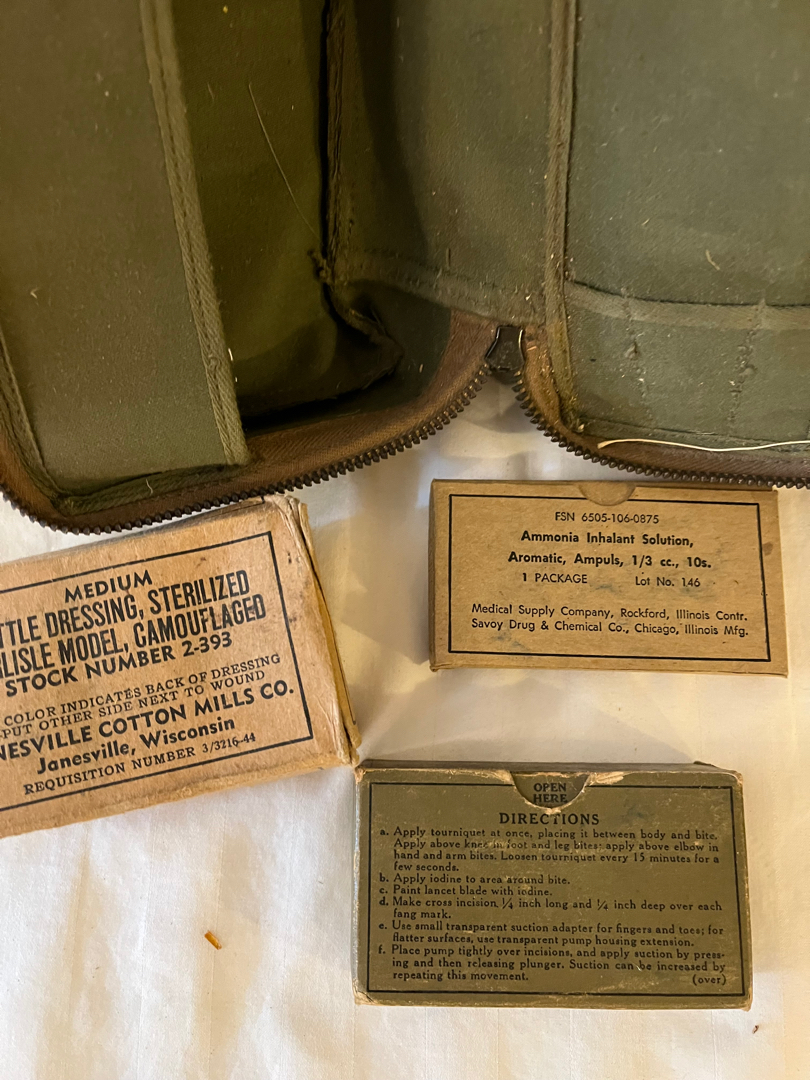 MEDIUM
TTLE DRESSING, STERILIZED
LISLE MODEL, CAMOUFLAGED
STOCK NUMBER 2-393
COLOR INDICATES BACK OF DRESSING
-PUT OTHER SIDE NEXT TO WOUND
NESVILLE COTTON MILLS CO.
Janesville, Wisconsin
REQUISITION NUMBER 3/3216-44
FSN 6505-106-0875
Ammonia Inhalant Solution,
Aromatic, Ampuls, 1/3 cc., 10s.
1 PACKAGE Lot No. 146
Medical Supply Company, Rockford, Illinois Contr.
Savoy Drug & Chemical Co., Chicago, Illinois Mfg.
OPEN
HERE
DIRECTIONS
a. Apply tourniquet at once, placing it between body and bite.
Apply above knee in foot and leg bites; apply above elbow in
hand and arm bites. Loosen tourniquet every 15 minutes for a
few seconds.
b. Apply iodine to area around bite.
c. Paint lancet blade with iodine.
d. Make cross incision ¼ inch long and ¼ inch deep over each
fang mark.
e. Use small transparent suction adapter for fingers and toes; for
flatter surfaces, use transparent pump housing extension.
f. Place pump tightly over incisions, and apply suction by press-
ing and then releasing plunger. Suction can be increased by
repeating this movement. (over)